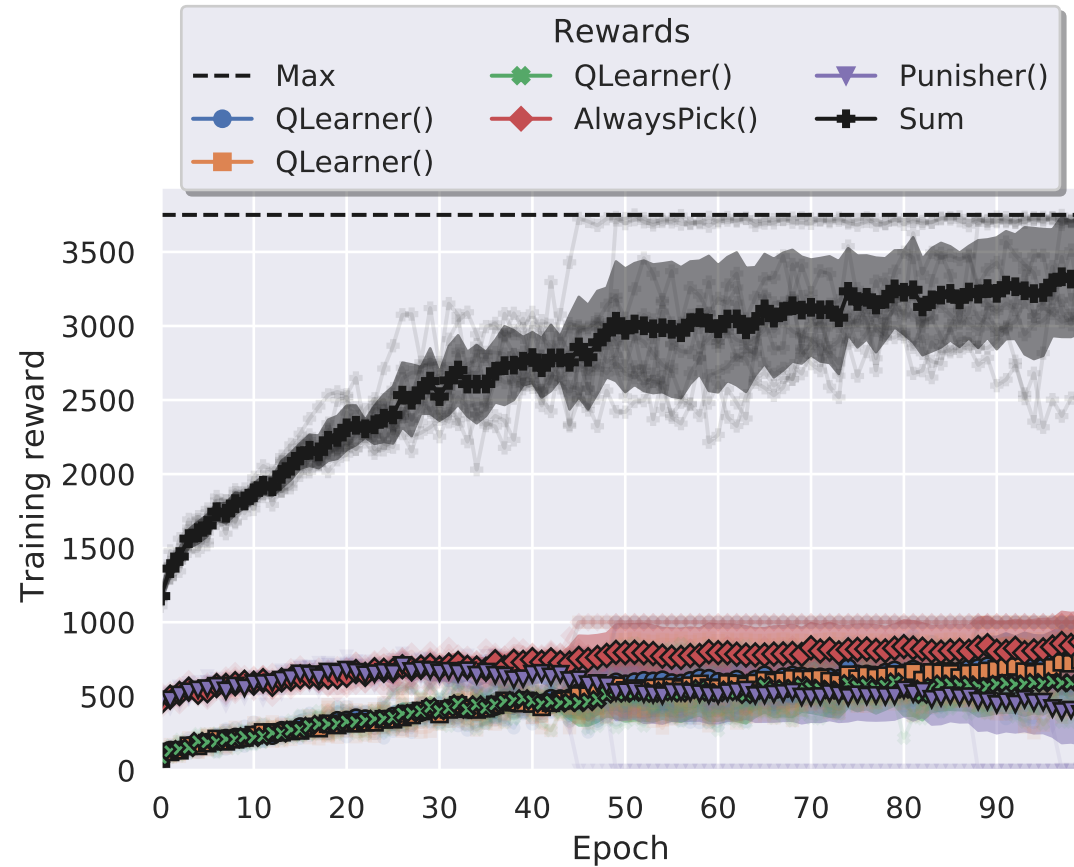 Rewards
Max QLearner() Punisher()
QLearner() AlwaysPick() Sum
QLearner()
3500
3000
2500
2000
1500
1000
500
0
Training reward
0 10 20 30 40 50 60 70 80 90
Epoch